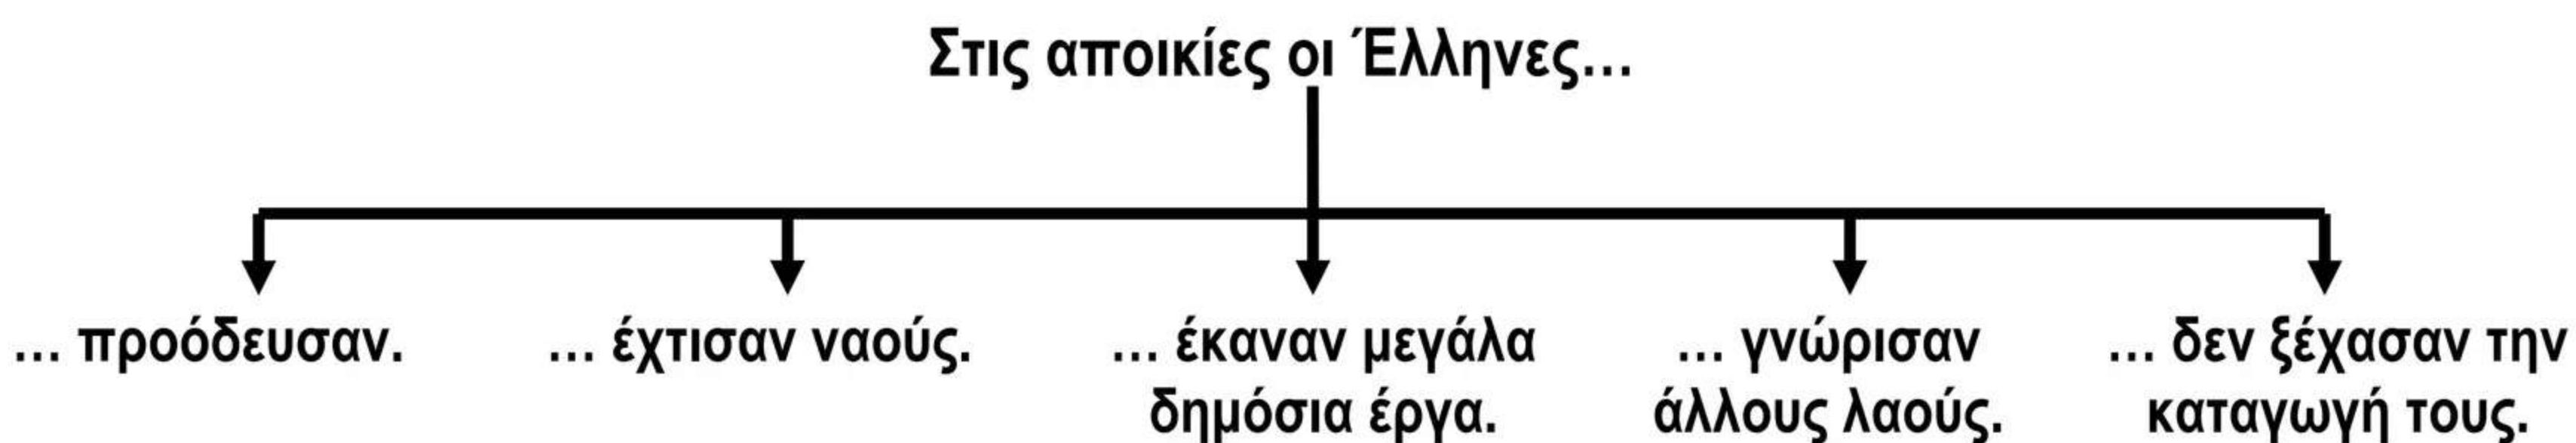 Στις αποικίες οι Έλληνες...
... προόδευσαν.
... έχτισαν ναούς.
... έκαναν μεγάλα
δημόσια έργα.
... γνώρισαν
άλλους λαούς.
... δεν ξέχασαν την
καταγωγή τους.